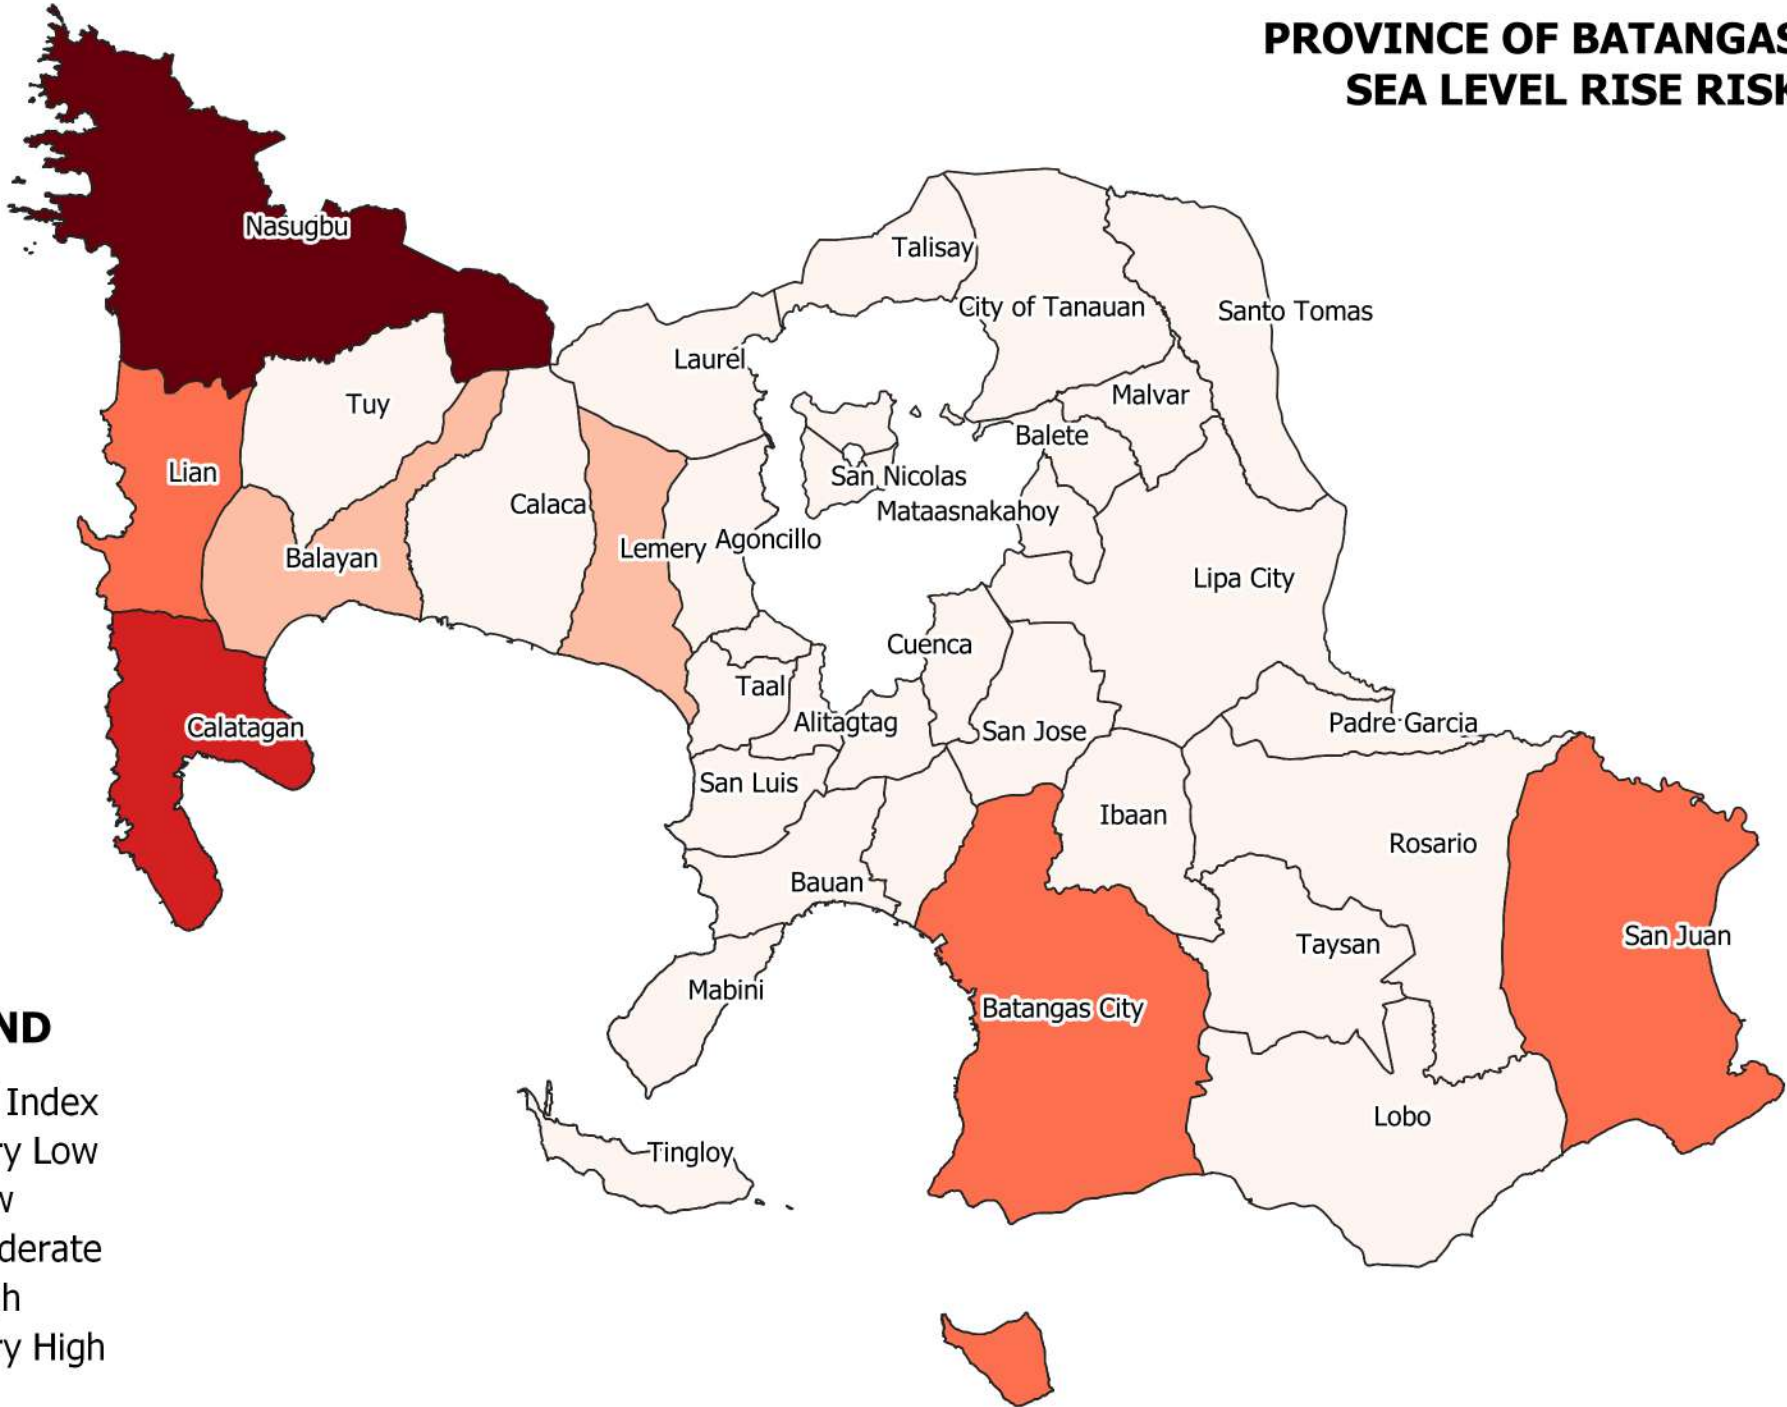 PROVINCE OF BATANGAS
SEA LEVEL RISE RISK
Nasugbu
Talisay
City of Tanauan
Santo Tomas
Laurel
Malvar
Tuy
Balete
Lian
San Nicolas
Calaca
Mataasnakahoy
Agoncillo
Lemery
Balayan
Lipa City
Cuenca
Taal
Alitagtag
Padre Garcia
Calatagan
San Jose
San Luis
Ibaan
Rosario
Bauan
San Juan
Taysan
Mabini
Batangas City
Lobo
Tingloy
ND
Index
ry Low
w
derate
h
ry High